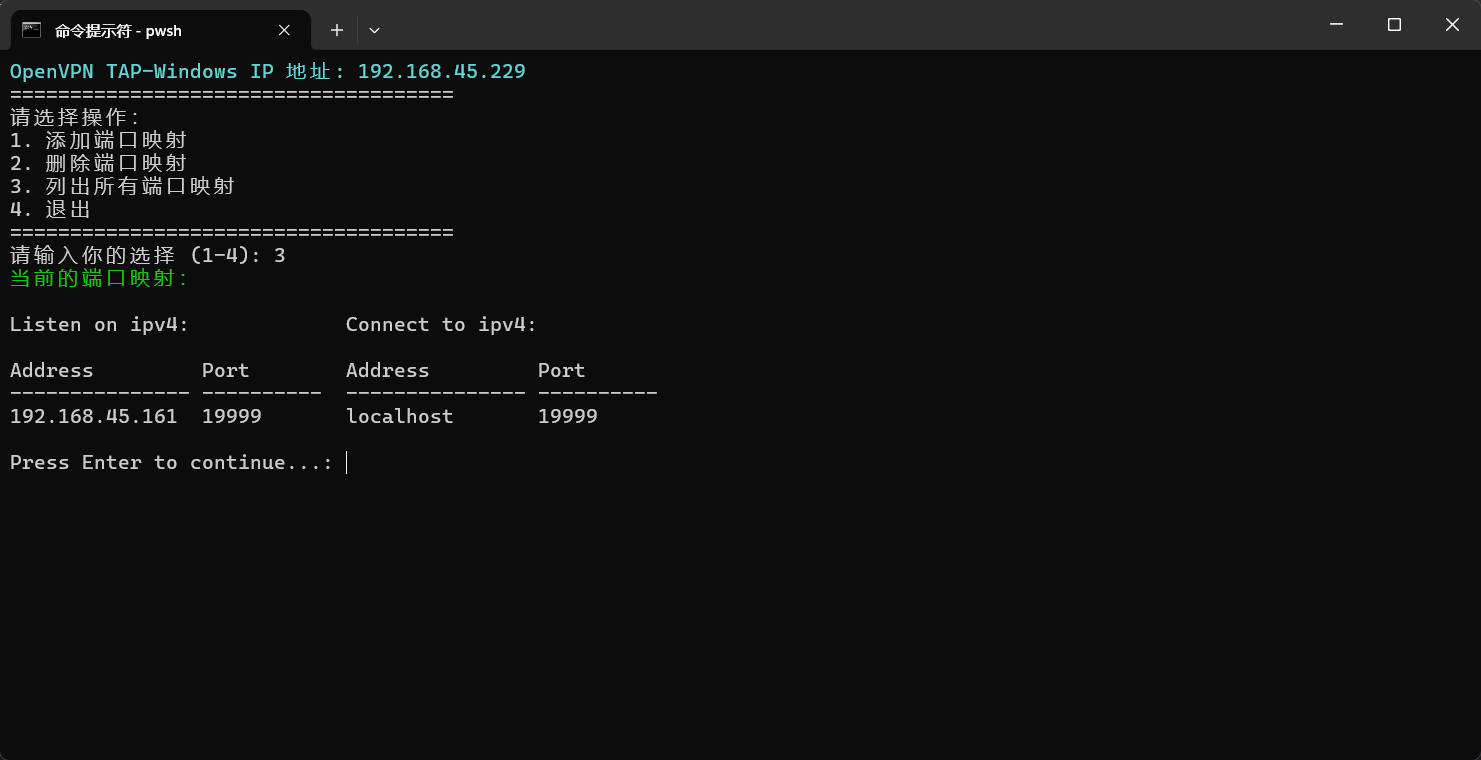 命令提示符 - pwsh
OpenVPN TAP-Windows IP 地址: 192.168.45.229
=====================================
请选择操作:
1. 添加端口映射
2. 删除端口映射
3. 列出所有端口映射
4. 退出
=====================================
请输入你的选择 (1-4): 3
当前的端口映射:
Listen on ipv4:             Connect to ipv4:
Address         Port        Address         Port
--------------- ----------  --------------- ----------
192.168.45.161  19999       localhost       19999
Press Enter to continue...: